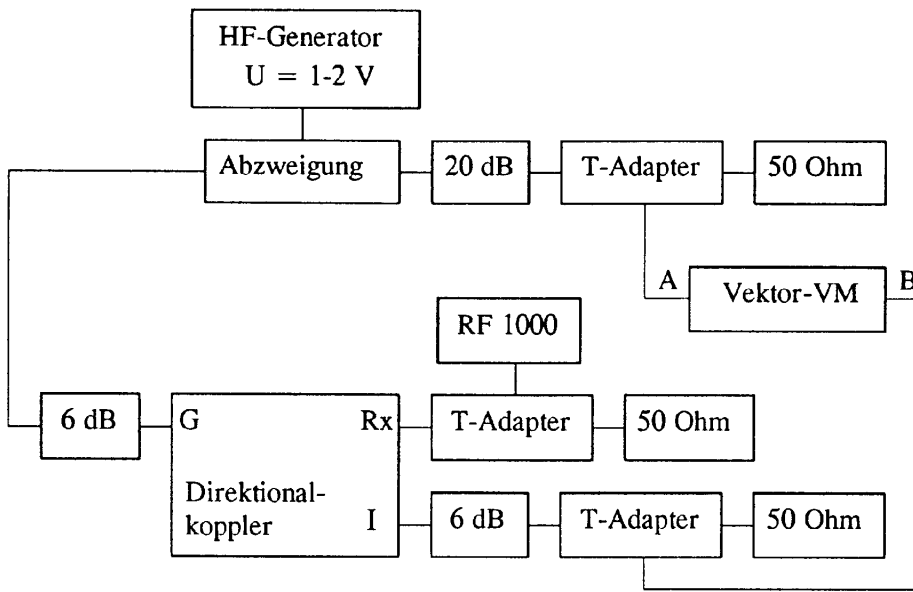 HF-Generator
U = 1-2 V
Abzweigung
20 dB
T-Adapter
50 Ohm
A
Vektor-VM
B
RF 1000
6 dB
G
Rx
T-Adapter
50 Ohm
Direktional-
koppler
I
6 dB
T-Adapter
50 Ohm